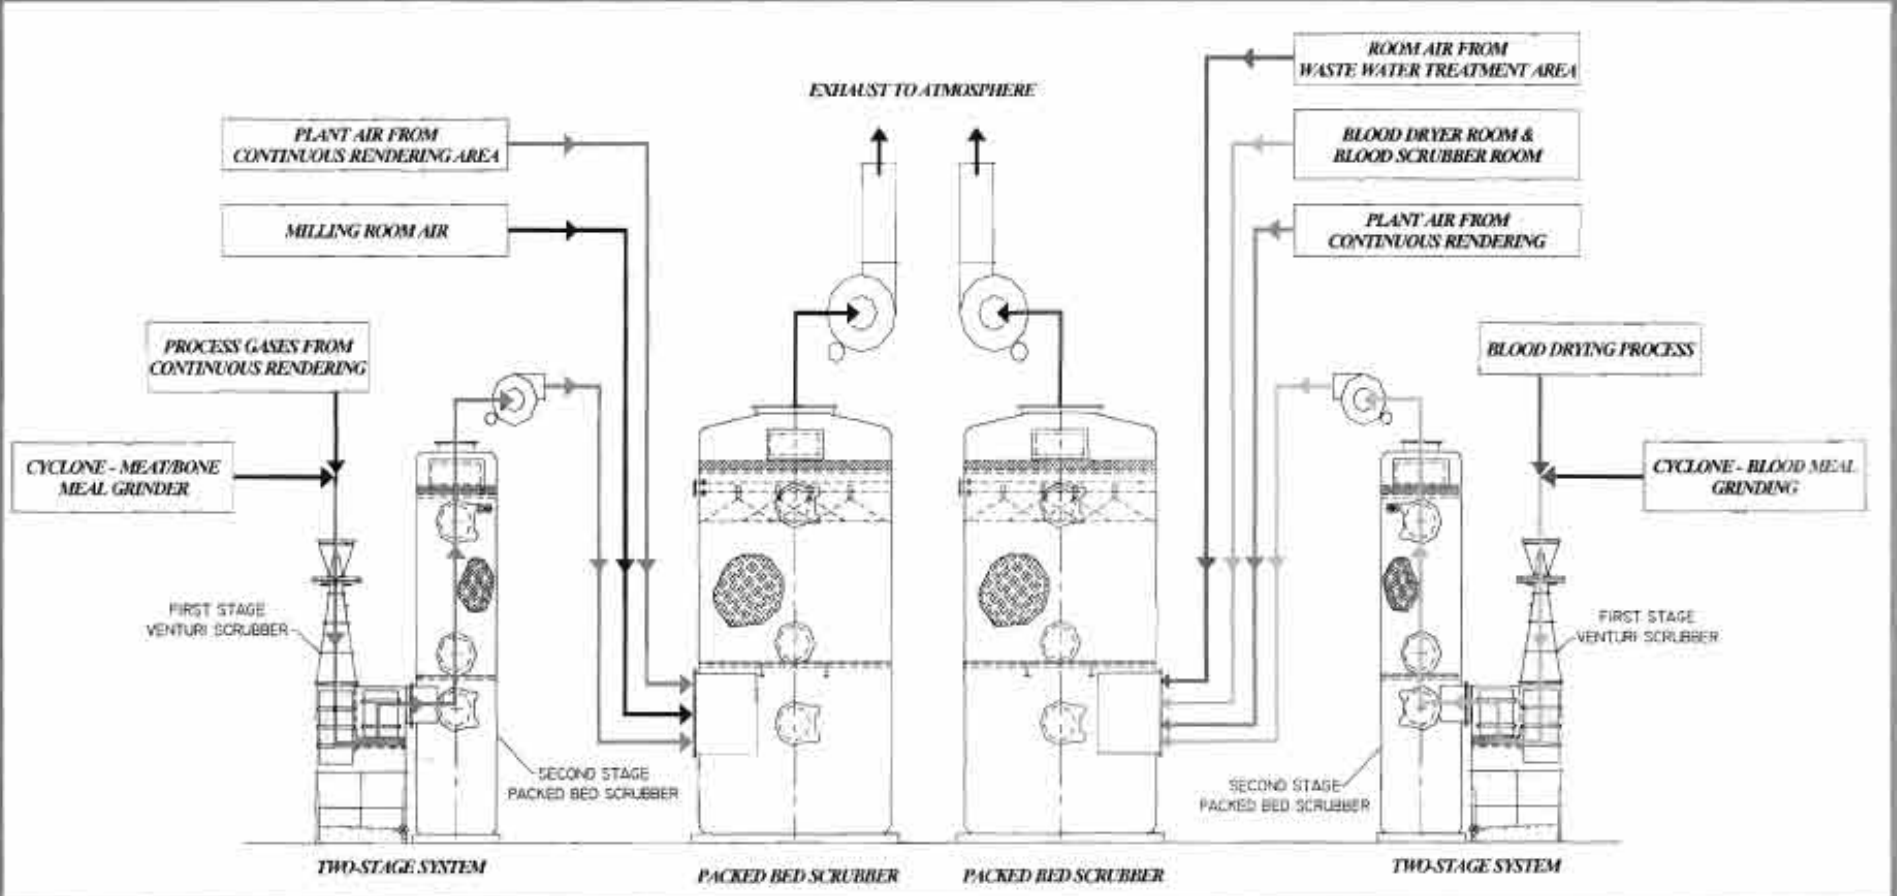 EXHAUST TO ATMOSPHERE
PLANT AIR FROM
CONTINUOUS RENDERING AREA
MILLING ROOM AIR
PROCESS GASES FROM
CONTINUOUS RENDERING
CYCLONE - MEAT/BONE
MEAL GRINDER
FIRST STAGE
VENTURI SCRUBBER
SECOND STAGE
PACKED BED SCRUBBER
ROOM AIR FROM
WASTE WATER TREATMENT AREA
BLOOD DRYER ROOM &
BLOOD SCRUBBER ROOM
PLANT AIR FROM
CONTINUOUS RENDERING
BLOOD DRYING PROCESS
CYCLONE - BLOOD MEAL
GRINDING
FIRST STAGE
VENTURI SCRUBBER
SECOND STAGE
PACKED BED SCRUBBER
TWO-STAGE SYSTEM
PACKED BED SCRUBBER
PACKED BED SCRUBBER
TWO-STAGE SYSTEM